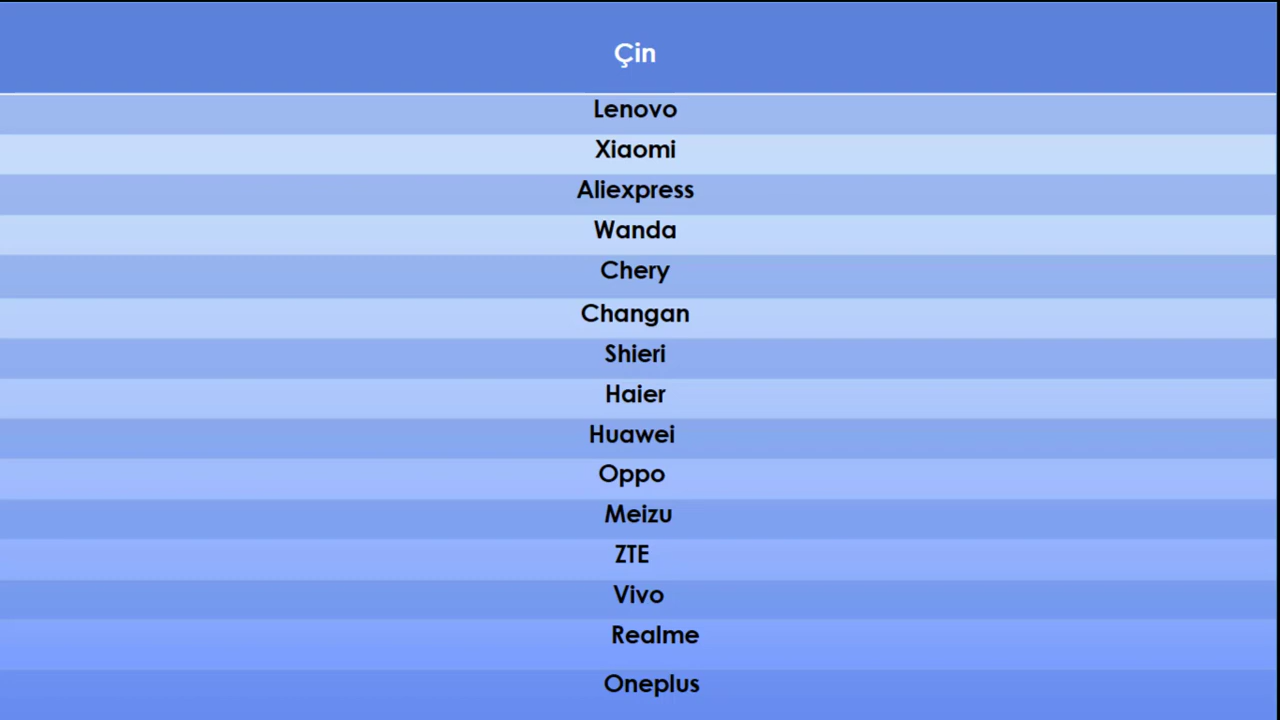 Çin
Lenovo
Xiaomi
Aliexpress
Wanda
Chery
Changan
Shieri
Haier
Huawei
Oppo
Meizu
ZTE
Vivo
Realme
Oneplus